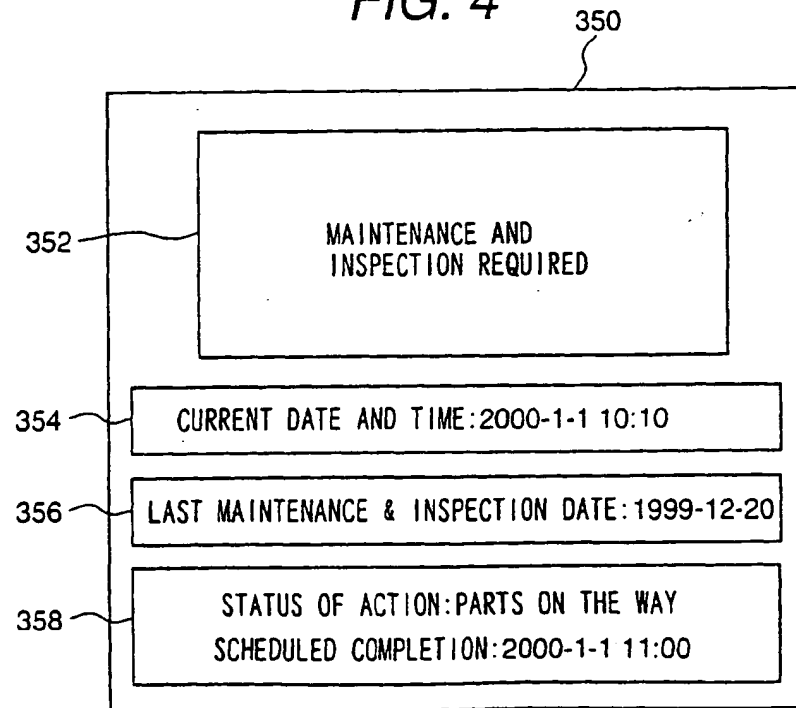 FIG. 4
350
352
MAINTENANCE AND
INSPECTION REQUIRED
354
CURRENT DATE AND TIME:2000-1-1 10:10
356
LAST MAINTENANCE & INSPECTION DATE:1999-12-20
358
STATUS OF ACTION:PARTS ON THE WAY
SCHEDULED COMPLETION:2000-1-1 11:00